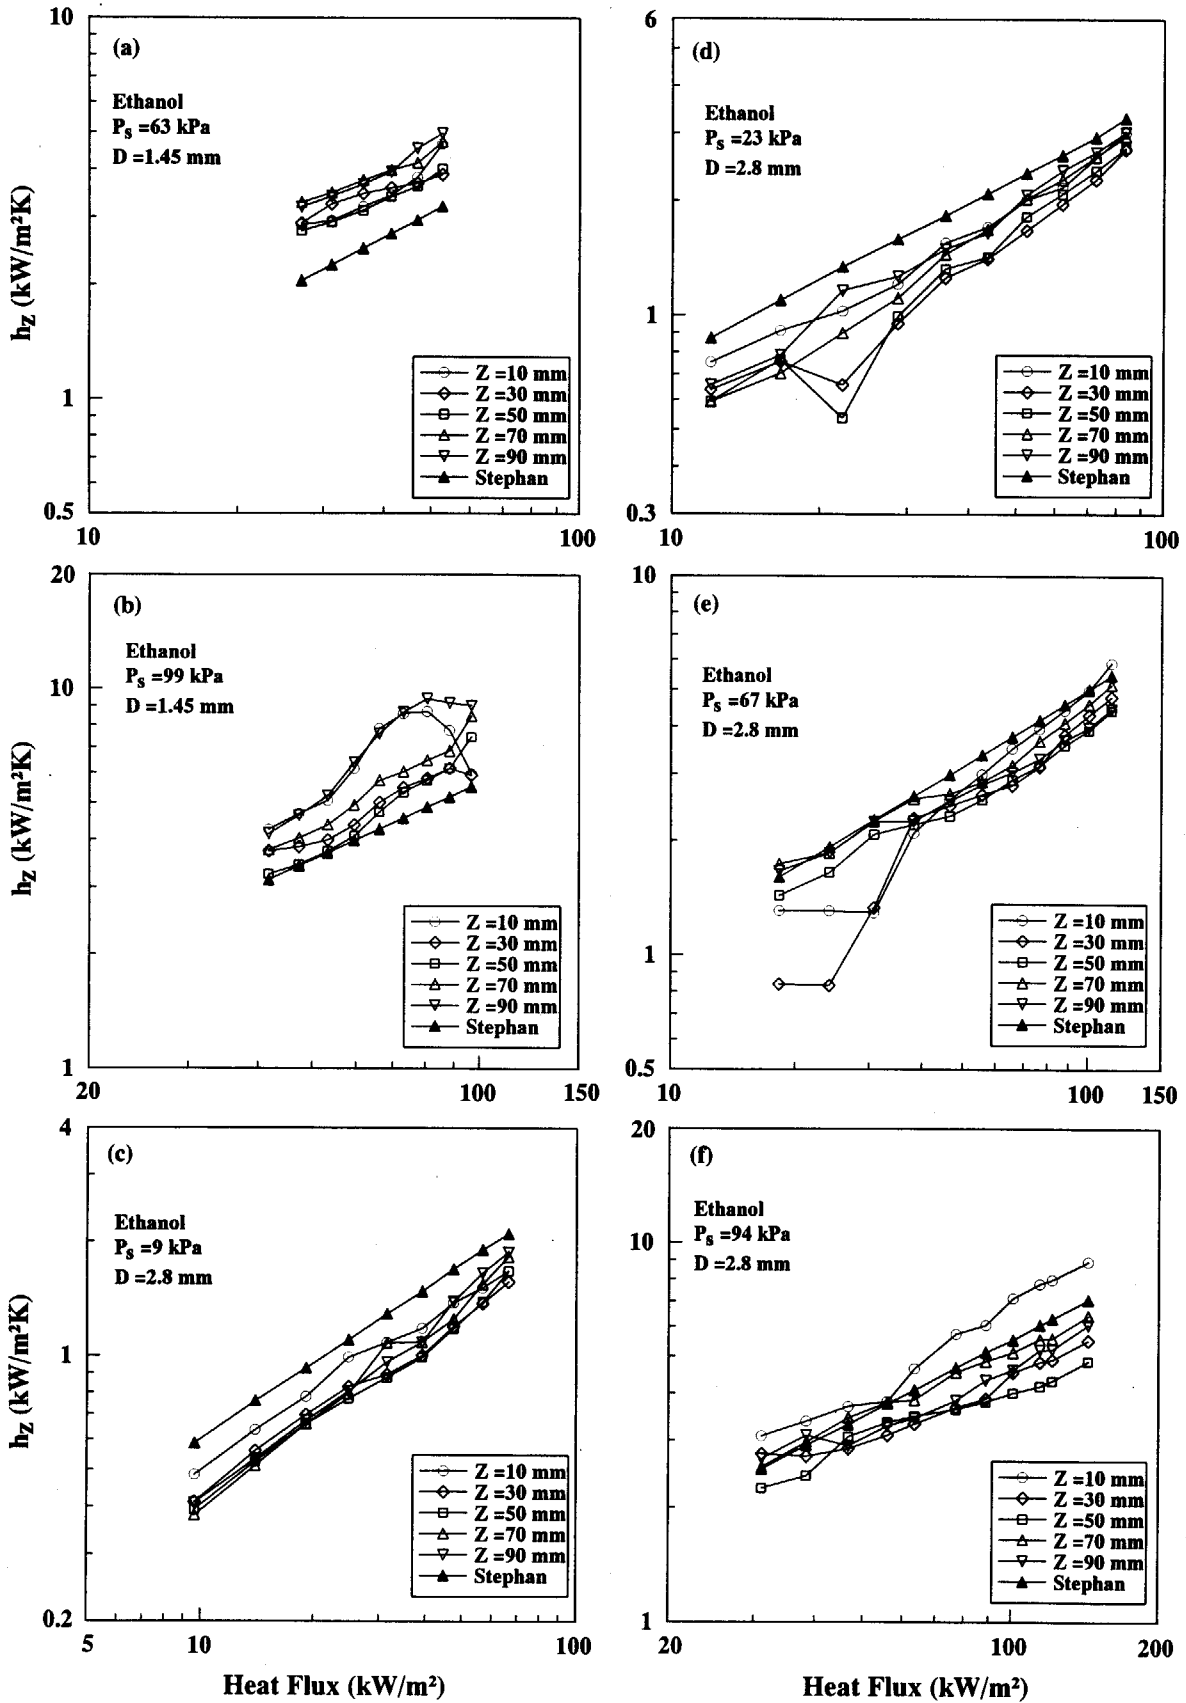 (a)
Ethanol
Pₛ =63 kPa
D =1.45 mm
10
1
0.5
10
100
h_z (kW/m²K)
Z =10 mm
Z =30 mm
Z =50 mm
Z =70 mm
Z =90 mm
Stephan
(d)
Ethanol
Pₛ =23 kPa
D =2.8 mm
6
1
0.3
10
100
Z =10 mm
Z =30 mm
Z =50 mm
Z =70 mm
Z =90 mm
Stephan
(b)
Ethanol
Pₛ =99 kPa
D =1.45 mm
20
10
1
20
100
150
h_z (kW/m²K)
Z =10 mm
Z =30 mm
Z =50 mm
Z =70 mm
Z =90 mm
Stephan
(e)
Ethanol
Pₛ =67 kPa
D =2.8 mm
10
1
0.5
10
100
150
Z =10 mm
Z =30 mm
Z =50 mm
Z =70 mm
Z =90 mm
Stephan
(c)
Ethanol
Pₛ =9 kPa
D =2.8 mm
4
1
0.2
5
10
100
h_z (kW/m²K)
Z =10 mm
Z =30 mm
Z =50 mm
Z =70 mm
Z =90 mm
Stephan
Heat Flux (kW/m²)
(f)
Ethanol
Pₛ =94 kPa
D =2.8 mm
20
10
1
20
100
200
Z =10 mm
Z =30 mm
Z =50 mm
Z =70 mm
Z =90 mm
Stephan
Heat Flux (kW/m²)